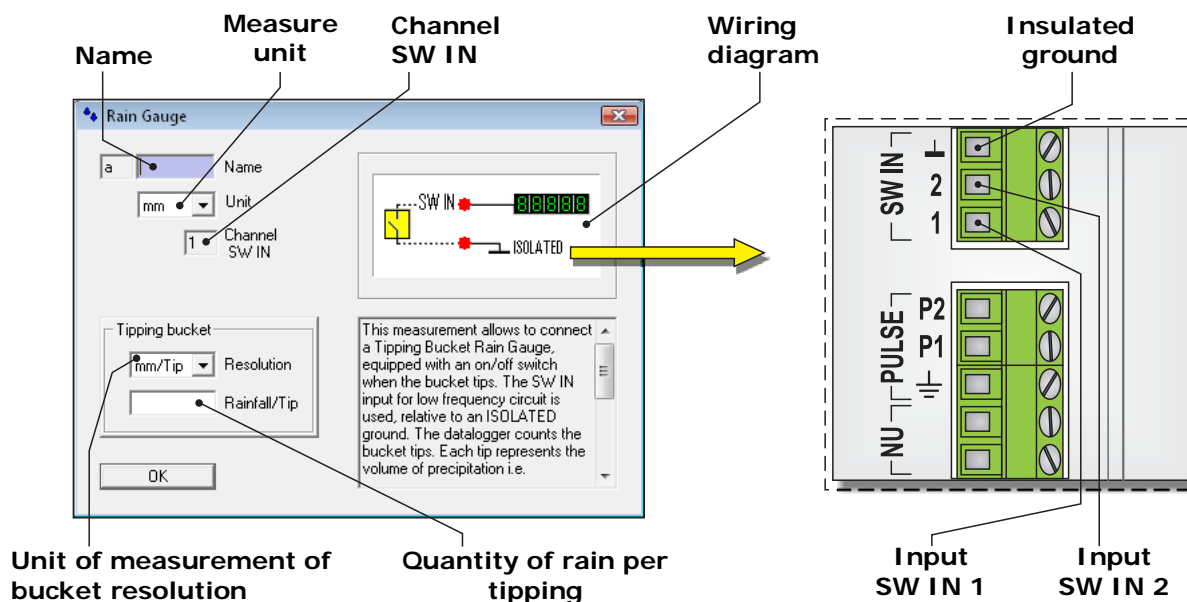 Name
Measure
unit
Channel
SW IN
Wiring
diagram
Insulated
ground
Rain Gauge
a
Name
mm
Unit
1
Channel
SW IN
SW IN
88888
ISOLATED
Tipping bucket
mm/Tip
Resolution
Rainfall/Tip
OK
This measurement allows to connect
a Tipping Bucket Rain Gauge,
equipped with an on/off switch
when the bucket tips. The SW IN
input for low frequency circuit is
used, relative to an ISOLATED
ground. The datalogger counts the
bucket tips. Each tip represents the
volume of precipitation i.e.
SW IN
2
1
PULSE
P2
P1
NU
Unit of measurement of
bucket resolution
Quantity of rain per
tipping
Input
SW IN 1
Input
SW IN 2